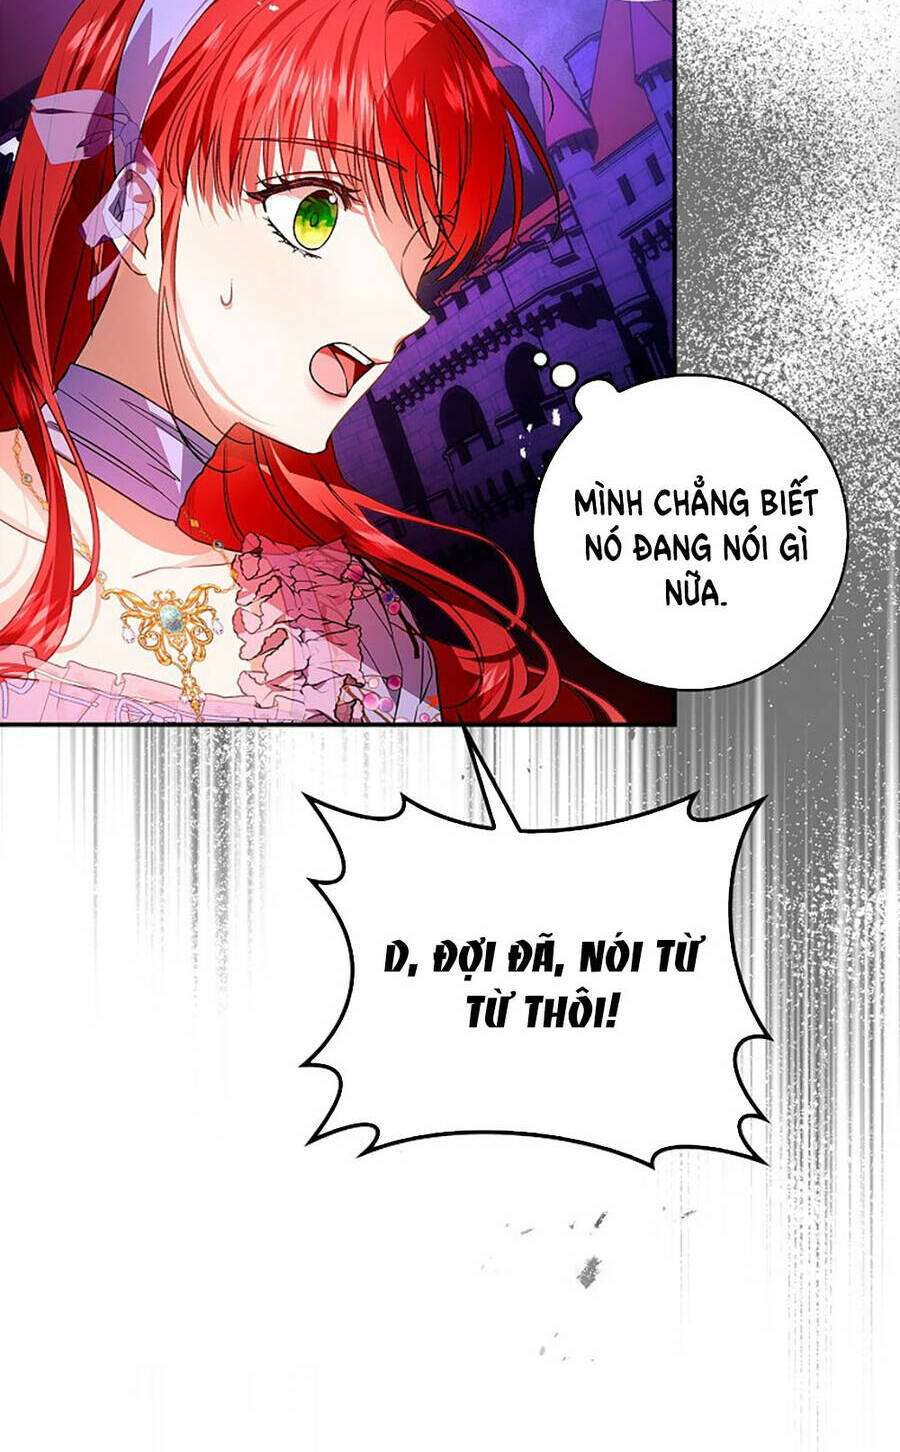 MÌNH CHẲNG BIẾT
NÓ ĐANG NÓI GÌ
NỮA.
D, ĐỢI ĐÃ, NÓI TỪ
TỪ THÔI!